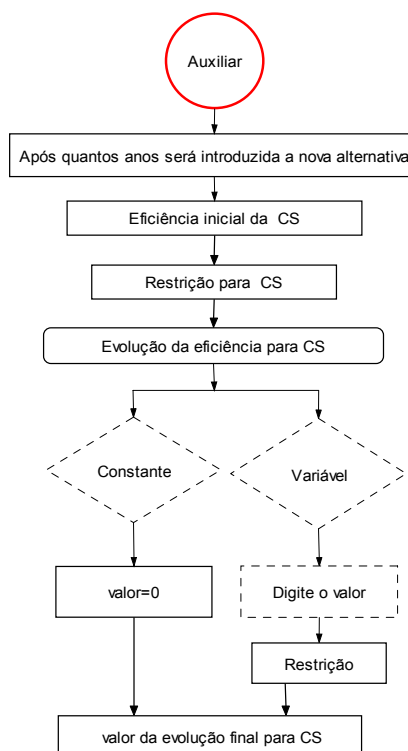 Auxiliar
Após quantos anos será introduzida a nova alternativa
Eficiência inicial da CS
Restrição para CS
Evolução da eficiência para CS
Constante
Variável
valor=0
Digite o valor
Restrição
valor da evolução final para CS